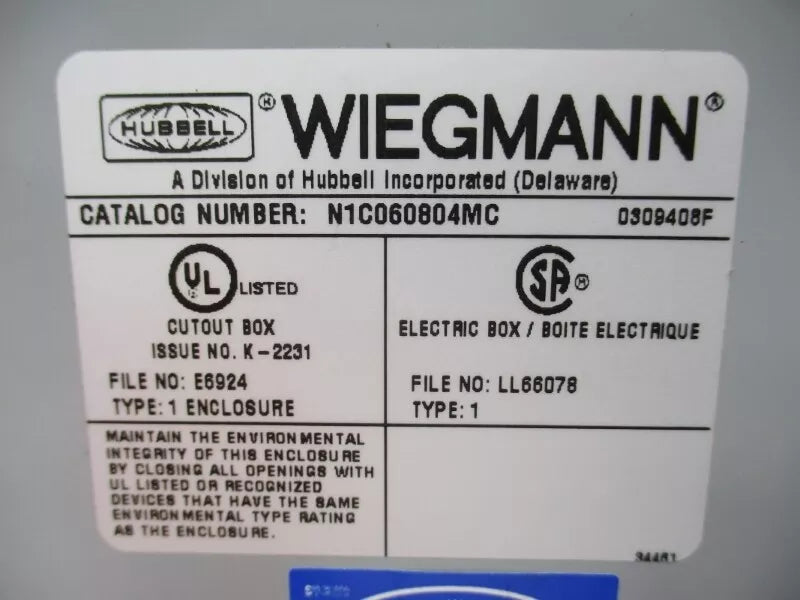 HUBBELL ® WIEGMANN ®
A Division of Hubbell Incorporated (Delaware)
CATALOG NUMBER: N1C060804MC 0309408F
UL LISTED
CUTOUT BOX
ISSUE NO. K-2231
FILE NO: E6924
TYPE: 1 ENCLOSURE
SA
ELECTRIC BOX / BOITE ELECTRIQUE
FILE NO: LL66078
TYPE: 1
MAINTAIN THE ENVIRONMENTAL
INTEGRITY OF THIS ENCLOSURE
BY CLOSING ALL OPENINGS WITH
UL LISTED OR RECOGNIZED
DEVICES THAT HAVE THE SAME
ENVIRONMENTAL TYPE RATING
AS THE ENCLOSURE.